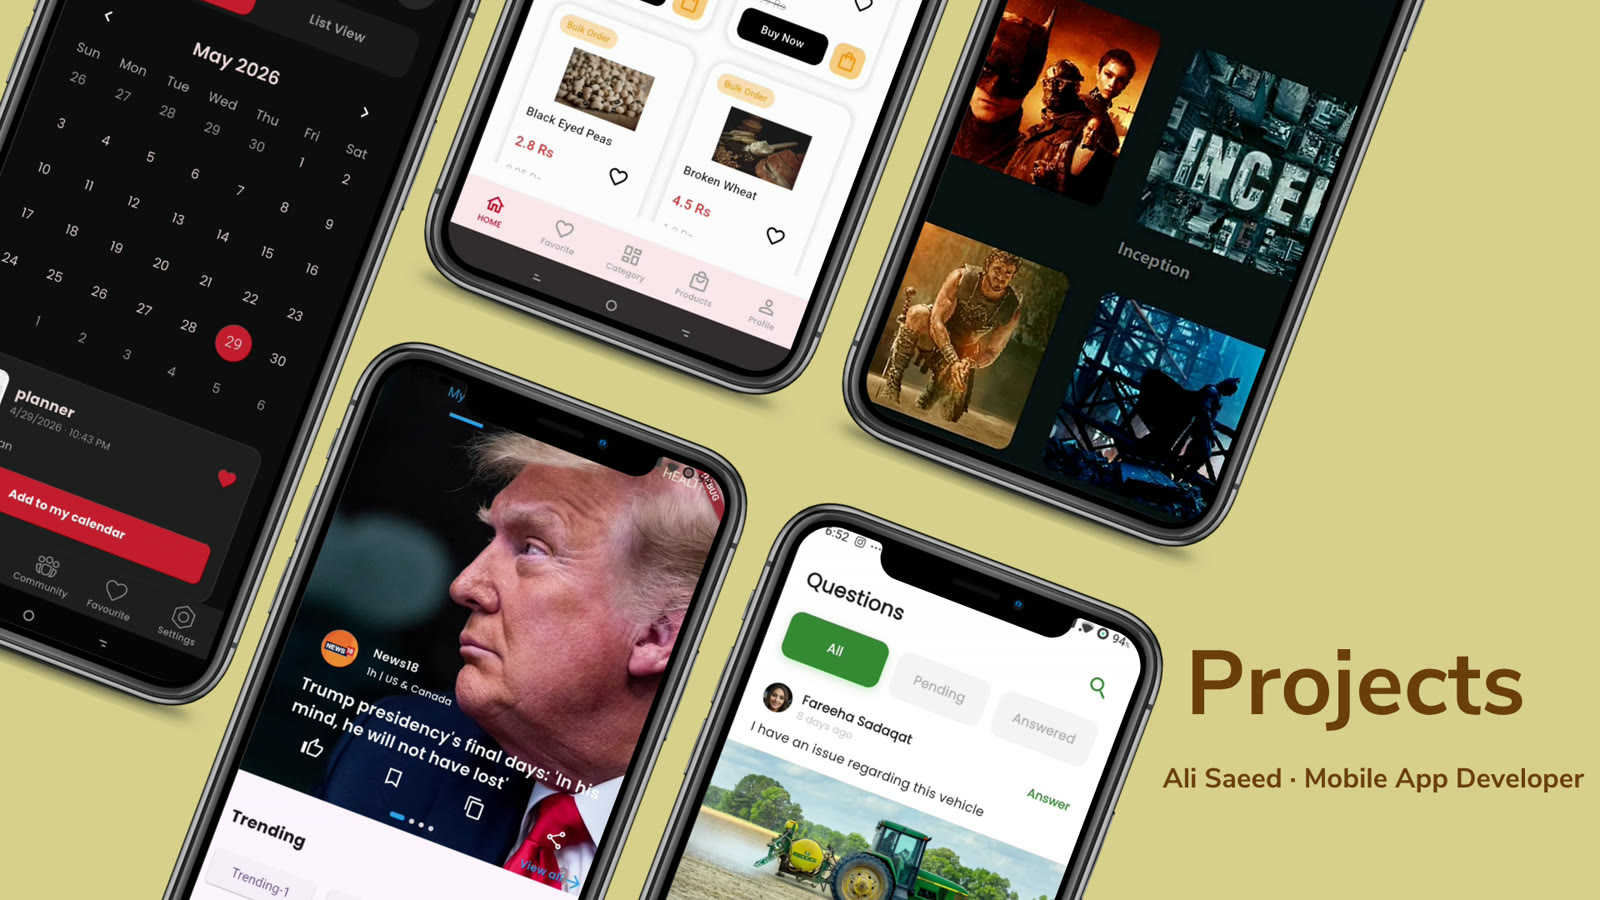 List View
May 2026
Sun Mon Tue Wed Thu Fri Sat
26 27 28 29 30 1 2
3 4 5 6 7 8 9
10 11 12 13 14 15 16
17 18 19 20 21 22 23
24 25 26 27 28 29 30
1 2 3 4 5 6
planner
4/29/2026 · 10:43 PM
Add to my calendar
Community
Favourite
Settings
Buy Now
Bulk Order
Black Eyed Peas
2.8 Rs
Bulk Order
Broken Wheat
4.5 Rs
HOME
Favorite
Category
Products
Profile
INCEP
Inception
My
HEALT
NEWS 18
News18
1h | US & Canada
Trump presidency's final days: 'In his
mind, he will not have lost'
Trending
View all
Trending-1
6:52
94
Questions
All
Pending
Answered
Fareeha Sadaqat
8 days ago
I have an issue regarding this vehicle
Answer
Projects
Ali Saeed · Mobile App Developer